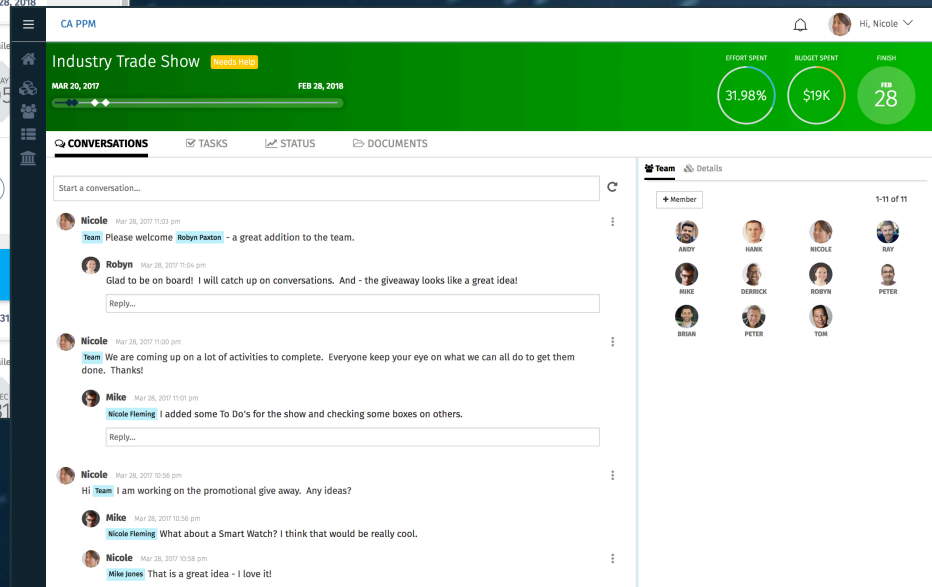 28, 2018
CA PPM
Hi, Nicole
Industry Trade Show Needs Help
MAR 20, 2017 FEB 28, 2018
EFFORT SPENT BUDGET SPENT FINISH
31.98% $19K FEB 28
CONVERSATIONS TASKS STATUS DOCUMENTS
Start a conversation...
Nicole Mar 28, 2017 11:03 pm
Team Please welcome Robyn Paxton - a great addition to the team.
Robyn Mar 28, 2017 11:04 pm
Glad to be on board! I will catch up on conversations. And - the giveaway looks like a great idea!
Reply...
Nicole Mar 28, 2017 11:00 pm
Team We are coming up on a lot of activities to complete. Everyone keep your eye on what we can all do to get them
done. Thanks!
Mike Mar 28, 2017 11:01 pm
Nicole Fleming I added some To Do's for the show and checking some boxes on others.
Reply...
Nicole Mar 28, 2017 10:56 pm
Hi Team I am working on the promotional give away. Any ideas?
Mike Mar 28, 2017 10:56 pm
Nicole Fleming What about a Smart Watch? I think that would be really cool.
Nicole Mar 28, 2017 10:58 pm
Mike Jones That is a great idea - I love it!
Team Details
+ Member 1-11 of 11
ANDY HANK NICOLE RAY
MIKE DERRICK ROBYN PETER
BRIAN PETER TOM